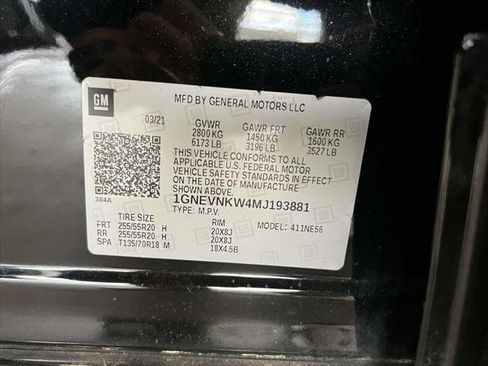 GM
MFD BY GENERAL MOTORS LLC
03/21 GVWR GAWR FRT GAWR RR
2800 KG 1450 KG 1600 KG
6173 LB 3196 LB 3527 LB
THIS VEHICLE CONFORMS TO ALL
APPLICABLE U.S. FEDERAL MOTOR
VEHICLE SAFETY STANDARDS IN EFFECT
ON THE DATE OF MANUFACTURE SHOWN
ABOVE.
1GNEVNKW4MJ193881
384A TYPE: M.P.V. MODEL: 411NE56
TIRE SIZE RIM
FRT 255/55R20 H 20X8J
RR 255/55R20 H 20X8J
SPA T135/70R18 M 18X4.5B